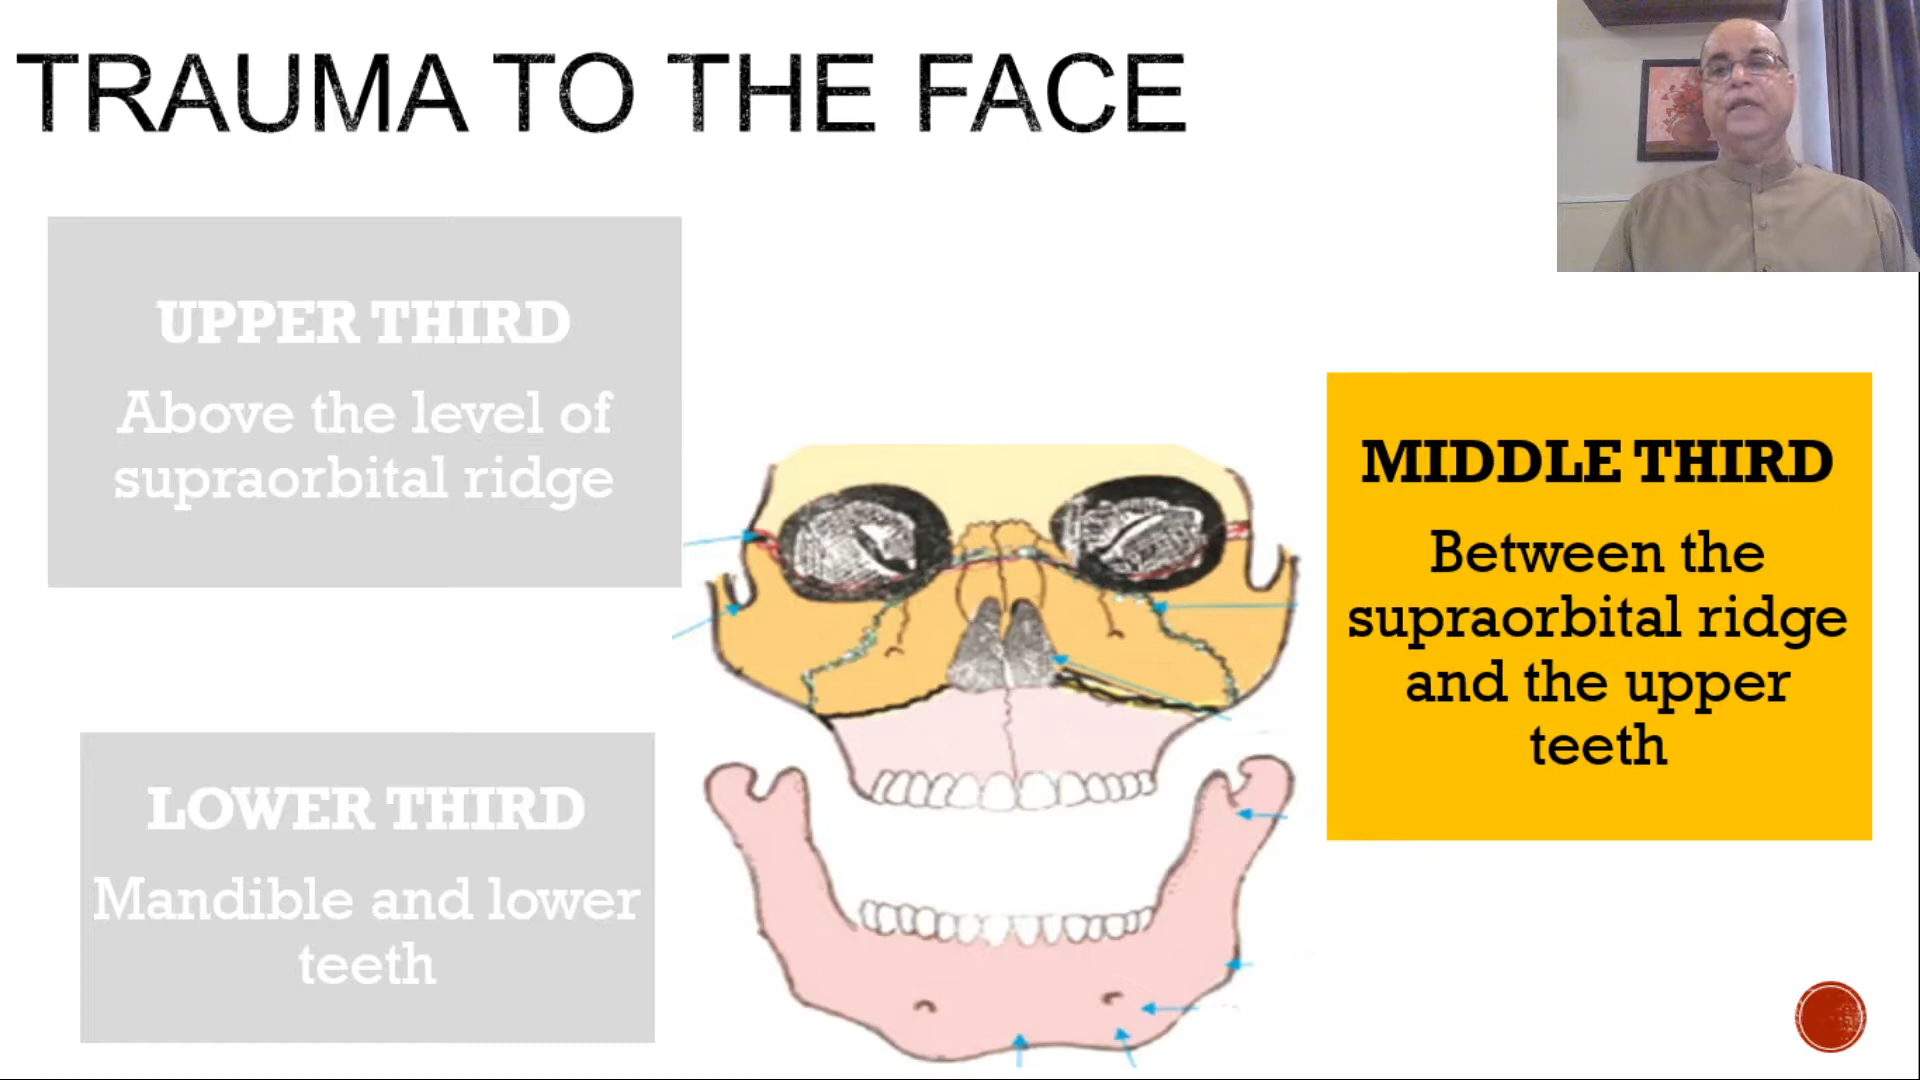 TRAUMA TO THE FACE
UPPER THIRD
Above the level of
supraorbital ridge
MIDDLE THIRD
Between the
supraorbital ridge
and the upper
teeth
LOWER THIRD
Mandible and lower
teeth